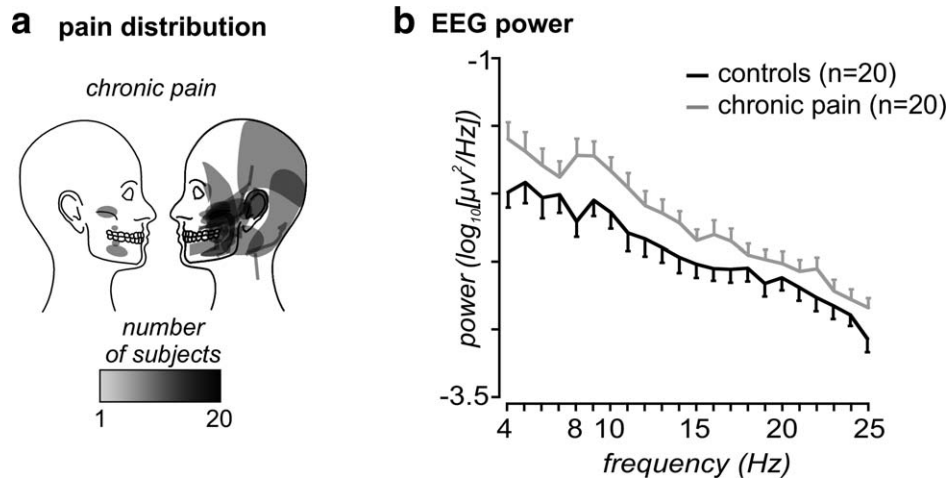 a pain distribution
chronic pain
number
of subjects
1 20
b EEG power
-1
controls (n=20)
chronic pain (n=20)
power (log₁₀[μv²/Hz])
-3.5
4 8 10 15 20 25
frequency (Hz)